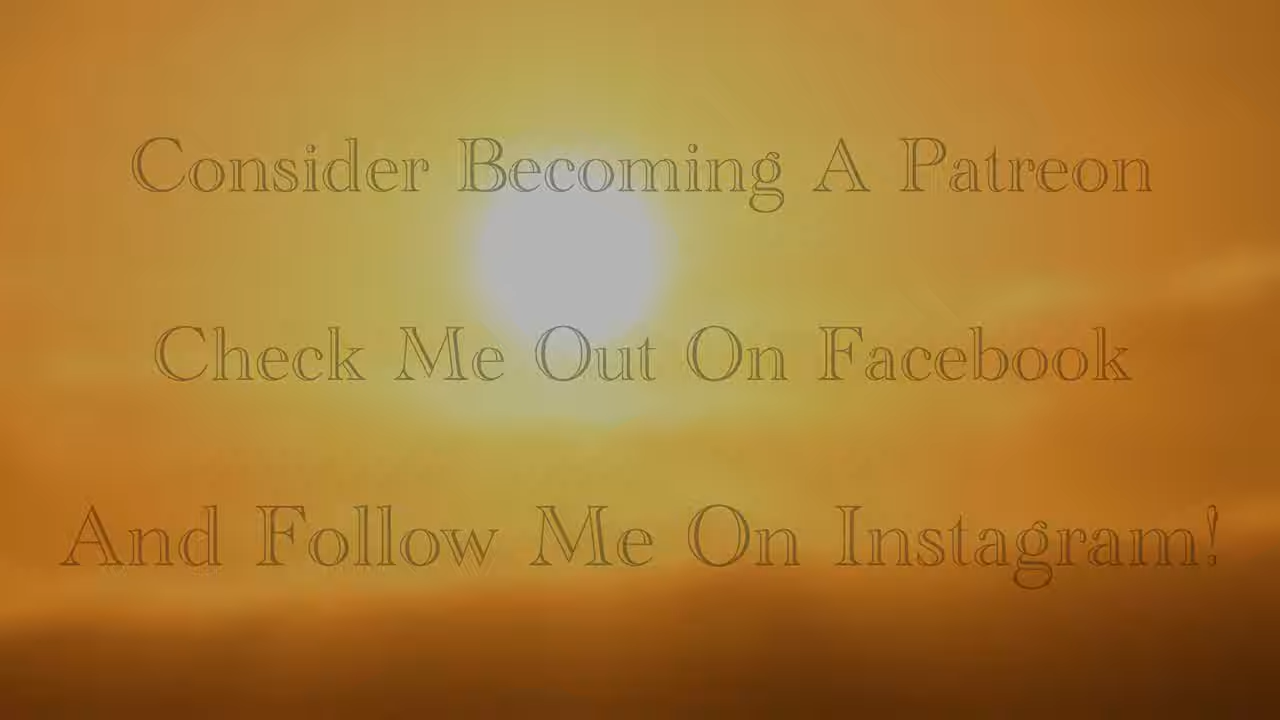 Consider Becoming A Patreon
Check Me Out On Facebook
And Follow Me On Instagram!